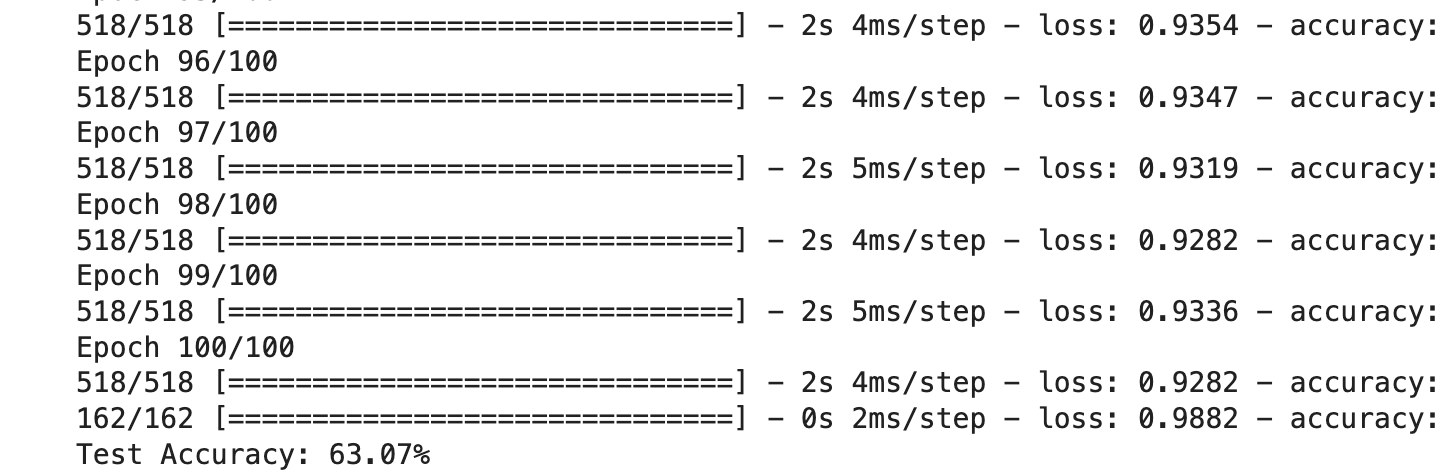 518/518 [==============================] - 2s 4ms/step - loss: 0.9354 - accuracy:
Epoch 96/100
518/518 [==============================] - 2s 4ms/step - loss: 0.9347 - accuracy:
Epoch 97/100
518/518 [==============================] - 2s 5ms/step - loss: 0.9319 - accuracy:
Epoch 98/100
518/518 [==============================] - 2s 4ms/step - loss: 0.9282 - accuracy:
Epoch 99/100
518/518 [==============================] - 2s 5ms/step - loss: 0.9336 - accuracy:
Epoch 100/100
518/518 [==============================] - 2s 4ms/step - loss: 0.9282 - accuracy:
162/162 [==============================] - 0s 2ms/step - loss: 0.9882 - accuracy:
Test Accuracy: 63.07%